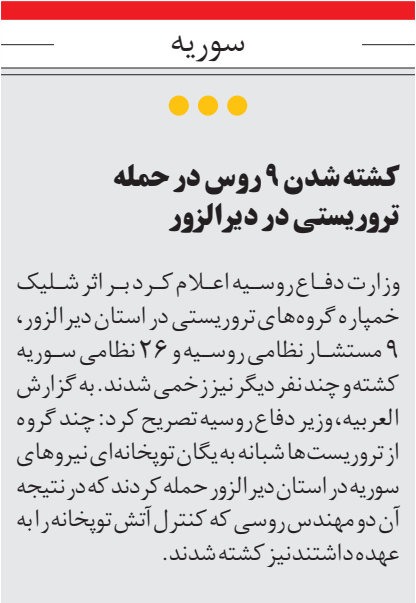 سوریه
کشته شدن ۹ روس در حمله
تروریستی در دیرالزور
وزارت دفاع روسیه اعلام کرد بر اثر شلیک
خمپاره گروه‌های تروریستی در استان دیرالزور،
۹ مستشار نظامی روسیه و ۲۶ نظامی سوریه
کشته و چند نفر دیگر نیز زخمی شدند. به گزارش
العربیه، وزیر دفاع روسیه تصریح کرد: چند گروه
از تروریست‌ها شبانه به یگان توپخانه‌ای نیروهای
سوریه در استان دیرالزور حمله کردند که در نتیجه
آن دو مهندس روسی که کنترل آتش توپخانه را به
عهده داشتند نیز کشته شدند.